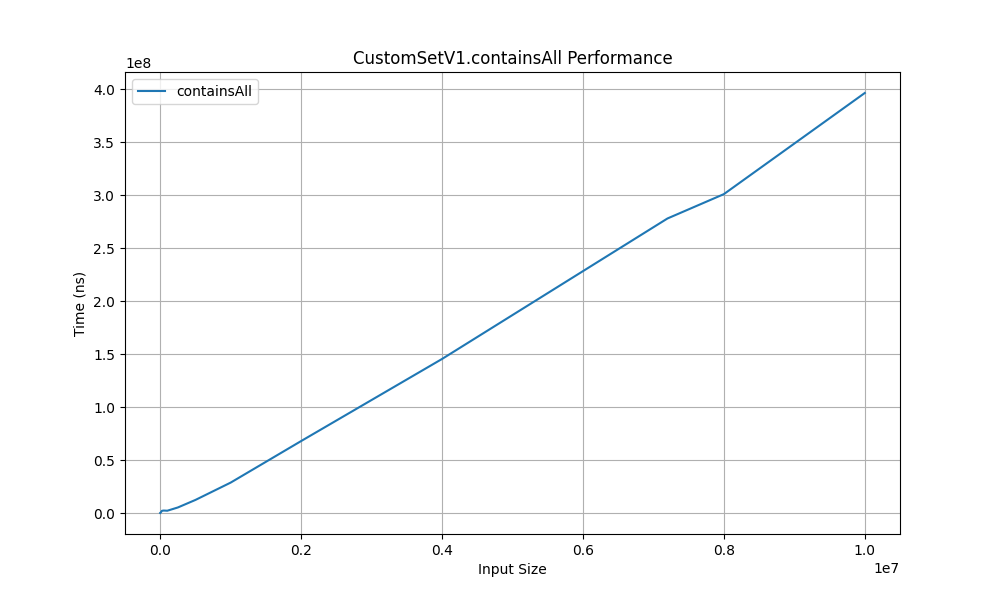 CustomSetV1.containsAll Performance
1e8
containsAll
4.0
3.5
3.0
2.5
2.0
1.5
1.0
0.5
0.0
Time (ns)
0.0 0.2 0.4 0.6 0.8 1.0
1e7
Input Size